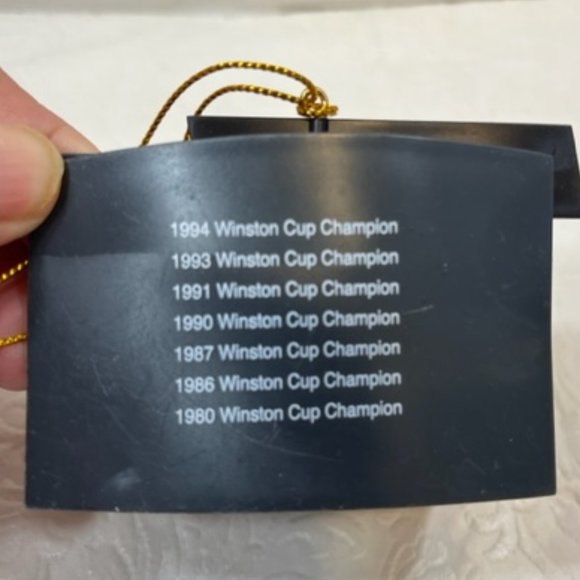 1994 Winston Cup Champion
1993 Winston Cup Champion
1991 Winston Cup Champion
1990 Winston Cup Champion
1987 Winston Cup Champion
1986 Winston Cup Champion
1980 Winston Cup Champion